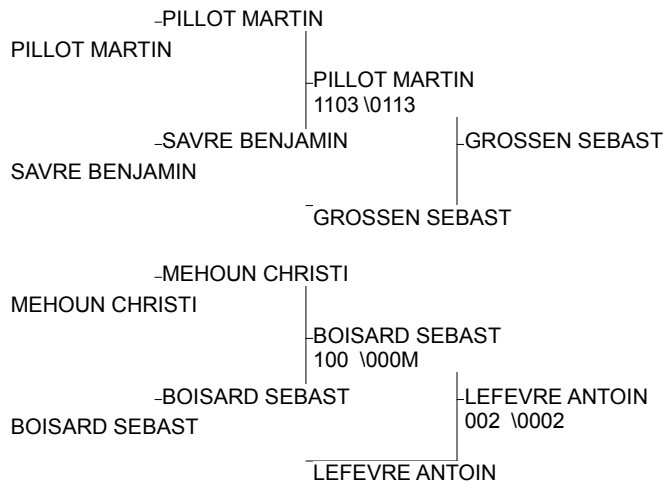 PILLOT MARTIN
PILLOT MARTIN
PILLOT MARTIN
1103 \0113
SAVRE BENJAMIN
GROSSEN SEBAST
SAVRE BENJAMIN
GROSSEN SEBAST
MEHOUN CHRISTI
MEHOUN CHRISTI
BOISARD SEBAST
100 \000M
BOISARD SEBAST
LEFEVRE ANTOIN
002 \0002
BOISARD SEBAST
LEFEVRE ANTOIN